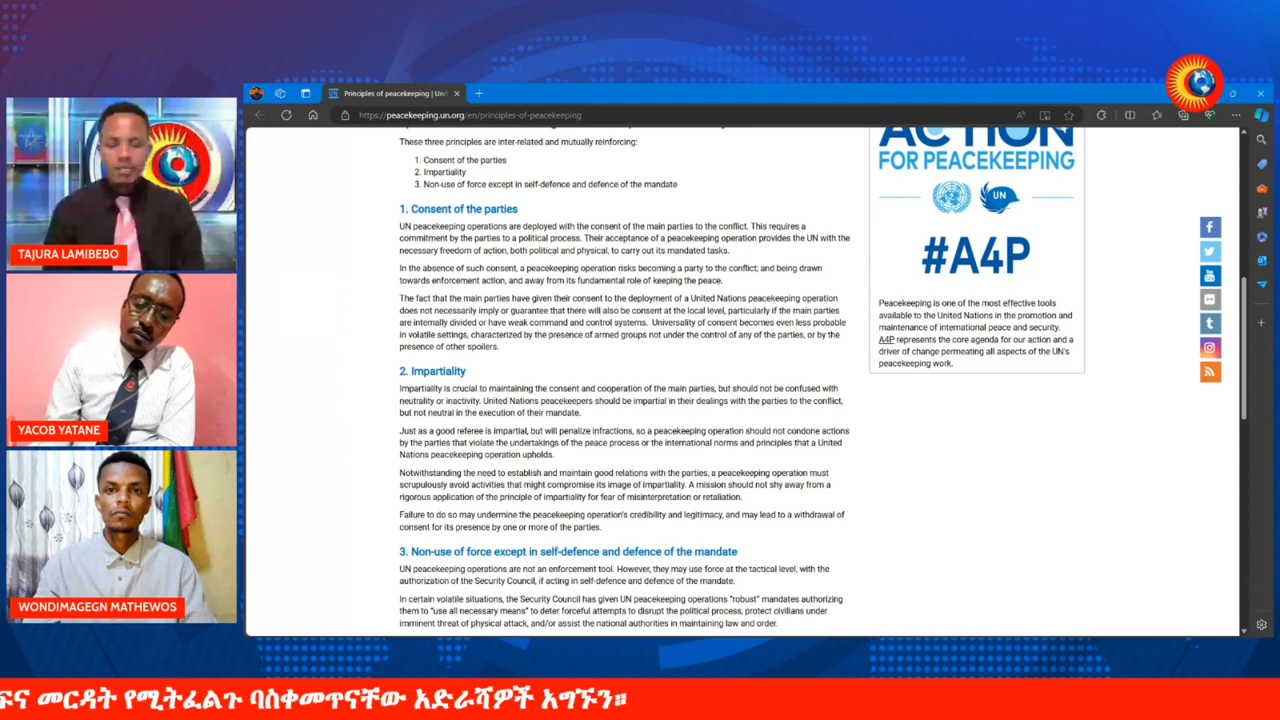 Principles of peacekeeping | Uni
https://peacekeeping.un.org/en/principles-of-peacekeeping
These three principles are inter-related and mutually reinforcing:
1. Consent of the parties
2. Impartiality
3. Non-use of force except in self-defence and defence of the mandate
1. Consent of the parties
UN peacekeeping operations are deployed with the consent of the main parties to the conflict. This requires a
commitment by the parties to a political process. Their acceptance of a peacekeeping operation provides the UN with the
necessary freedom of action, both political and physical, to carry out its mandated tasks.
In the absence of such consent, a peacekeeping operation risks becoming a party to the conflict; and being drawn
towards enforcement action, and away from its fundamental role of keeping the peace.
The fact that the main parties have given their consent to the deployment of a United Nations peacekeeping operation
does not necessarily imply or guarantee that there will also be consent at the local level, particularly if the main parties
are internally divided or have weak command and control systems. Universality of consent becomes even less probable
in volatile settings, characterized by the presence of armed groups not under the control of any of the parties, or by the
presence of other spoilers.
2. Impartiality
Impartiality is crucial to maintaining the consent and cooperation of the main parties, but should not be confused with
neutrality or inactivity. United Nations peacekeepers should be impartial in their dealings with the parties to the conflict,
but not neutral in the execution of their mandate.
Just as a good referee is impartial, but will penalize infractions, so a peacekeeping operation should not condone actions
by the parties that violate the undertakings of the peace process or the international norms and principles that a United
Nations peacekeeping operation upholds.
Notwithstanding the need to establish and maintain good relations with the parties, a peacekeeping operation must
scrupulously avoid activities that might compromise its image of impartiality. A mission should not shy away from a
rigorous application of the principle of impartiality for fear of misinterpretation or retaliation.
Failure to do so may undermine the peacekeeping operation's credibility and legitimacy, and may lead to a withdrawal of
consent for its presence by one or more of the parties.
3. Non-use of force except in self-defence and defence of the mandate
UN peacekeeping operations are not an enforcement tool. However, they may use force at the tactical level, with the
authorization of the Security Council, if acting in self-defence and defence of the mandate.
In certain volatile situations, the Security Council has given UN peacekeeping operations "robust" mandates authorizing
them to "use all necessary means" to deter forceful attempts to disrupt the political process, protect civilians under
imminent threat of physical attack, and/or assist the national authorities in maintaining law and order.
ACTION
FOR PEACEKEEPING
UN
#A4P
Peacekeeping is one of the most effective tools
available to the United Nations in the promotion and
maintenance of international peace and security.
A4P represents the core agenda for our action and a
driver of change permeating all aspects of the UN's
peacekeeping work.
TAJURA LAMIBEBO
YACOB YATANE
WONDIMAGEGN MATHEWOS
ፍና መርዳት የሚትፈልጉ ባስቀመጥናቸው አድራሻዎች አግኙን።